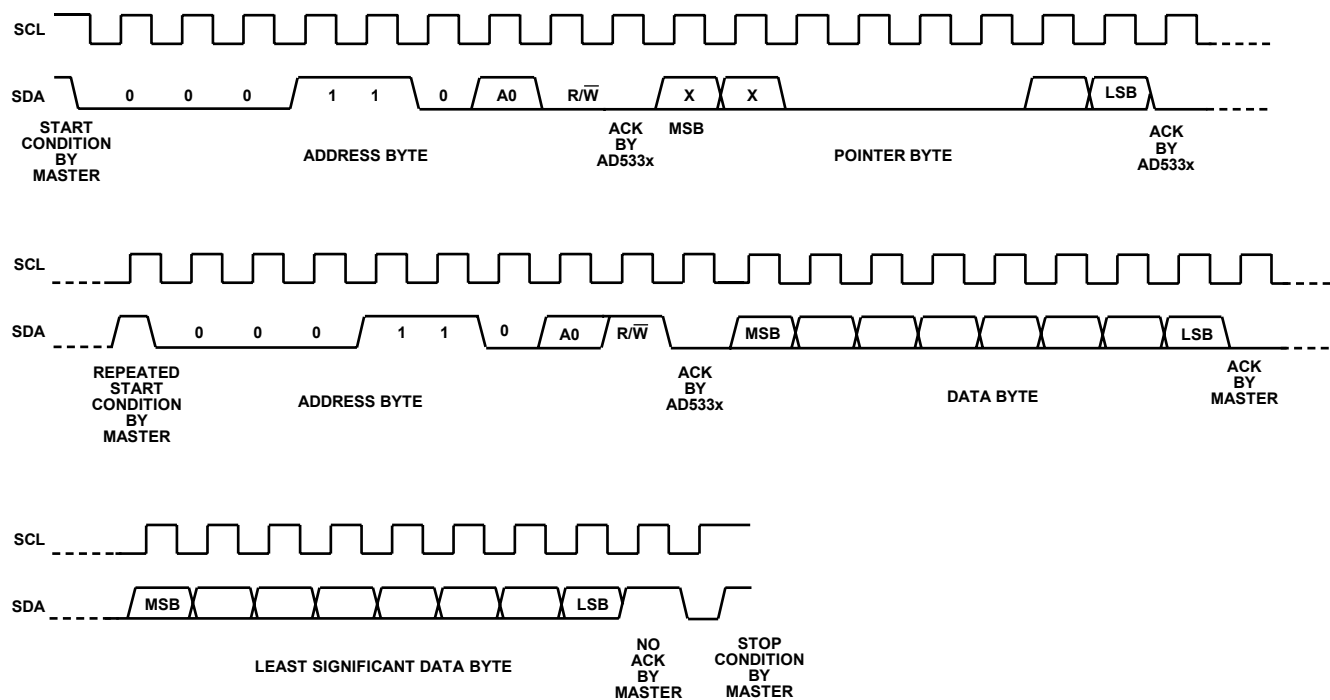 SCL
SDA 0 0 0 1 1 0 A0 R/W̅ X X LSB
START CONDITION BY MASTER
ADDRESS BYTE
ACK BY AD533x
MSB
POINTER BYTE
ACK BY AD533x
SCL
SDA 0 0 0 1 1 0 A0 R/W̅ MSB LSB
REPEATED START CONDITION BY MASTER
ADDRESS BYTE
ACK BY AD533x
DATA BYTE
ACK BY MASTER
SCL
SDA MSB LSB
LEAST SIGNIFICANT DATA BYTE
NO ACK BY MASTER
STOP CONDITION BY MASTER